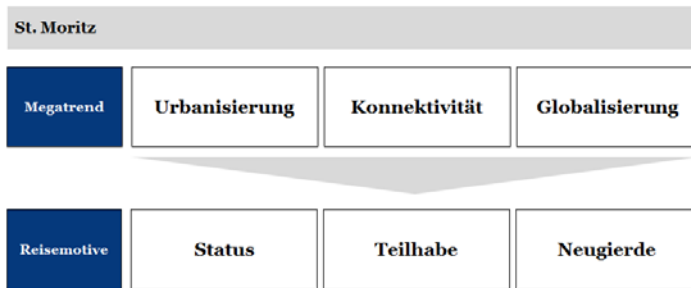 St. Moritz
Megatrend
Urbanisierung
Konnektivität
Globalisierung
Reisemotive
Status
Teilhabe
Neugierde